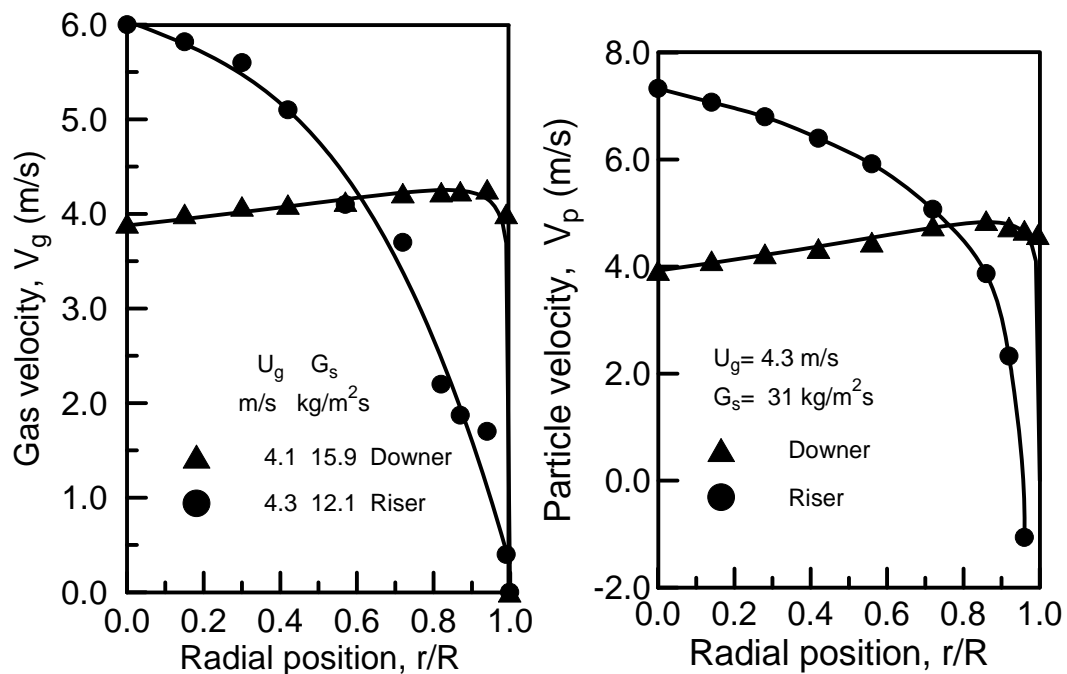 Gas velocity, V_g (m/s)
6.0
5.0
4.0
3.0
2.0
1.0
0.0
U_g G_s
m/s kg/m²s
4.1 15.9 Downer
4.3 12.1 Riser
0.0 0.2 0.4 0.6 0.8 1.0
Radial position, r/R
Particle velocity, V_p (m/s)
8.0
6.0
4.0
2.0
0.0
-2.0
U_g= 4.3 m/s
G_s= 31 kg/m²s
Downer
Riser
0.0 0.2 0.4 0.6 0.8 1.0
Radial position, r/R